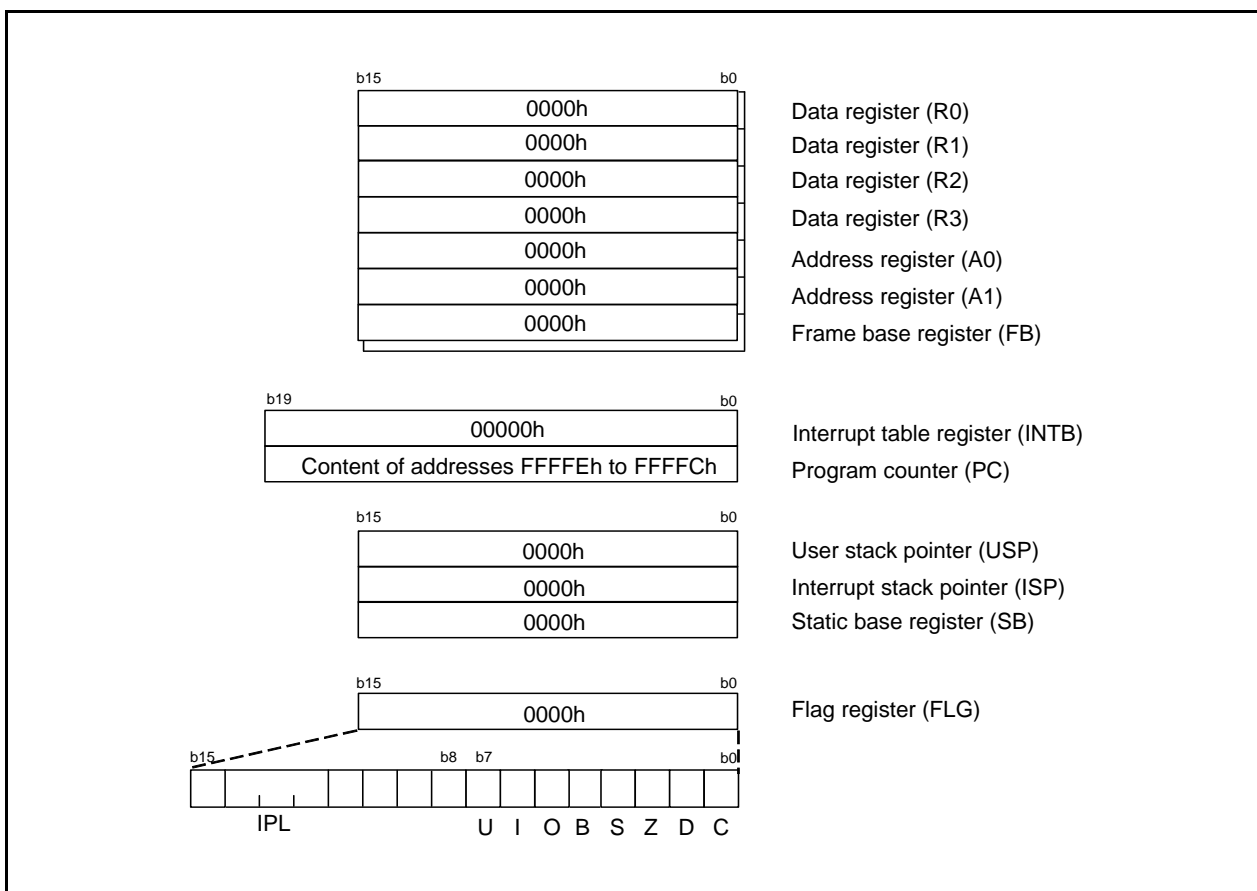 b15 b0
0000h Data register (R0)
0000h Data register (R1)
0000h Data register (R2)
0000h Data register (R3)
0000h Address register (A0)
0000h Address register (A1)
0000h Frame base register (FB)
b19 b0
00000h Interrupt table register (INTB)
Content of addresses FFFFEh to FFFFCh Program counter (PC)
b15 b0
0000h User stack pointer (USP)
0000h Interrupt stack pointer (ISP)
0000h Static base register (SB)
b15 b0
0000h Flag register (FLG)
b15 b8 b7 b0
IPL U I O B S Z D C